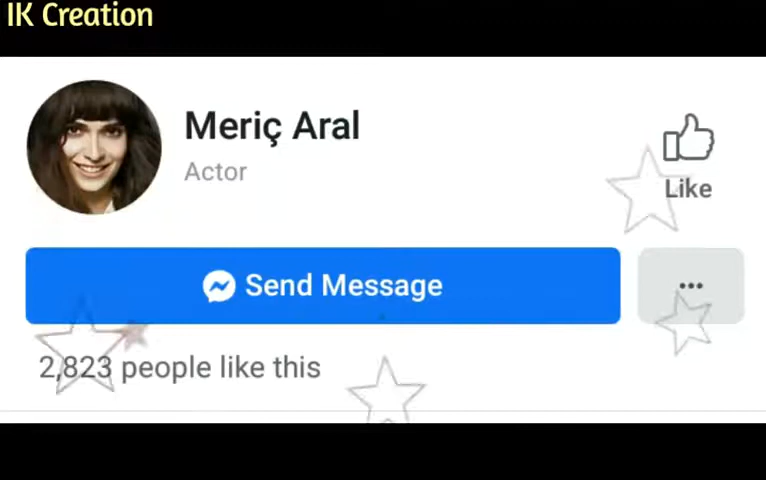 IK Creation
Meriç Aral
Actor
Like
Send Message
2,823 people like this